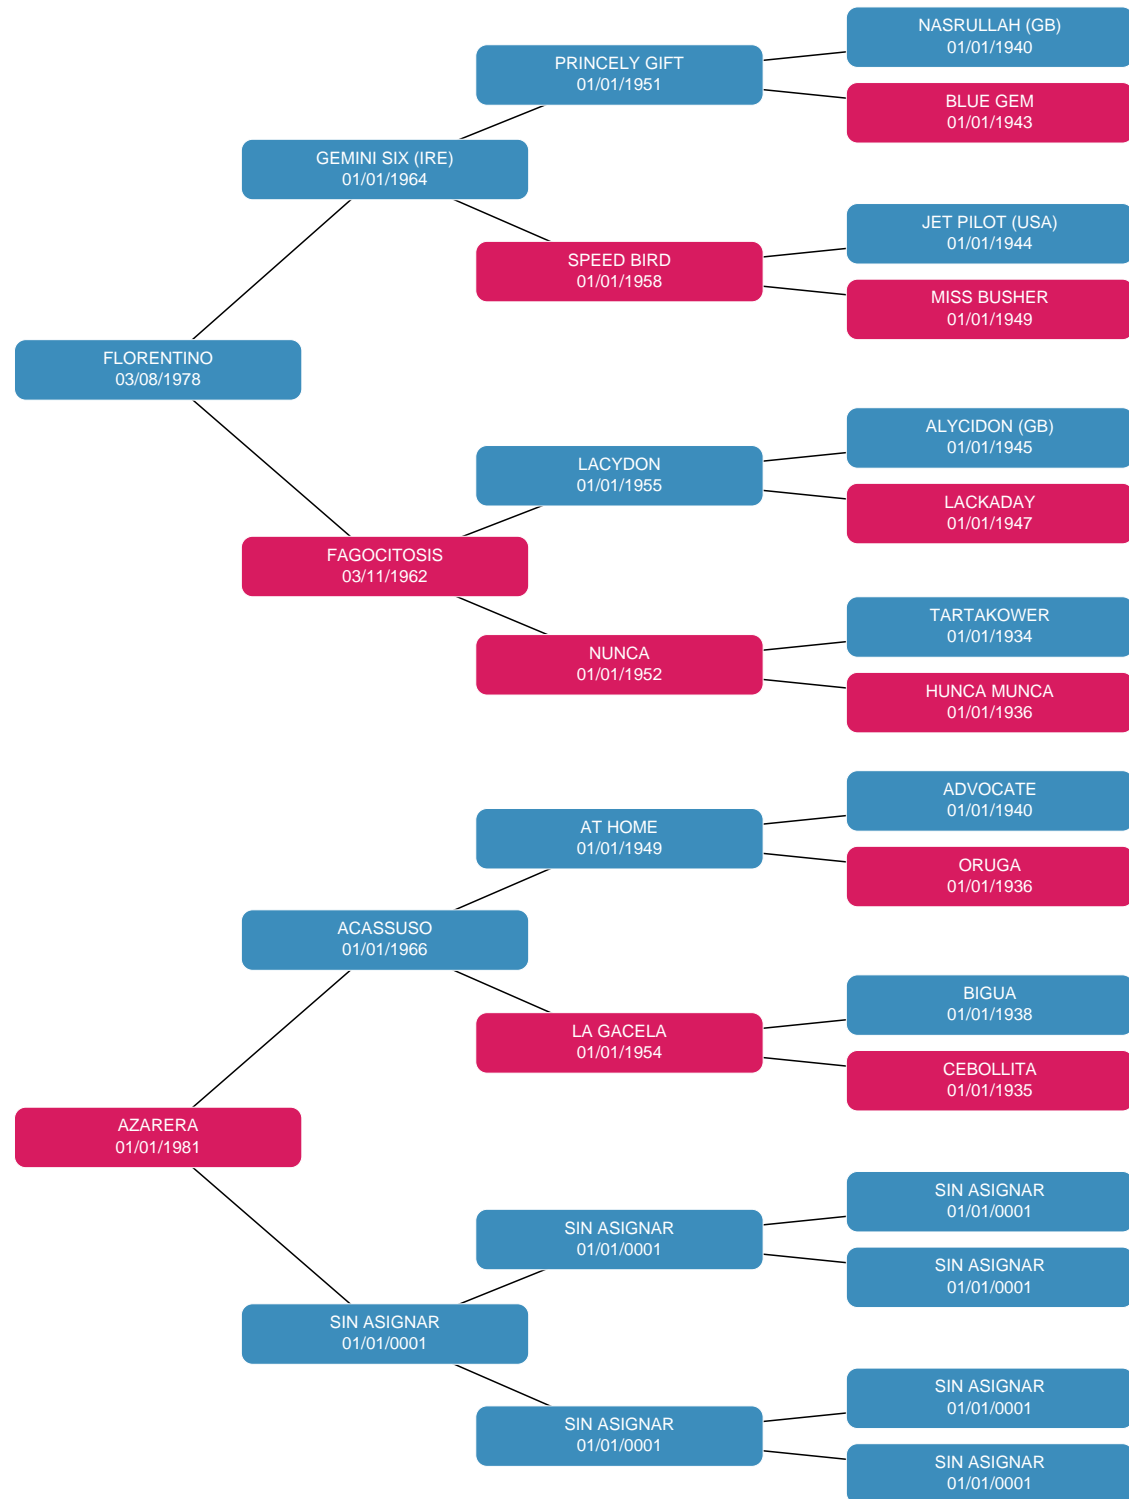 NASRULLAH (GB)
01/01/1940
PRINCELY GIFT
01/01/1951
BLUE GEM
01/01/1943
GEMINI SIX (IRE)
01/01/1964
JET PILOT (USA)
01/01/1944
SPEED BIRD
01/01/1958
MISS BUSHER
01/01/1949
FLORENTINO
03/08/1978
ALYCIDON (GB)
01/01/1945
LACYDON
01/01/1955
LACKADAY
01/01/1947
FAGOCITOSIS
03/11/1962
TARTAKOWER
01/01/1934
NUNCA
01/01/1952
HUNCA MUNCA
01/01/1936
ADVOCATE
01/01/1940
AT HOME
01/01/1949
ORUGA
01/01/1936
ACASSUSO
01/01/1966
BIGUA
01/01/1938
LA GACELA
01/01/1954
CEBOLLITA
01/01/1935
AZARERA
01/01/1981
SIN ASIGNAR
01/01/0001
SIN ASIGNAR
01/01/0001
SIN ASIGNAR
01/01/0001
SIN ASIGNAR
01/01/0001
SIN ASIGNAR
01/01/0001
SIN ASIGNAR
01/01/0001
SIN ASIGNAR
01/01/0001